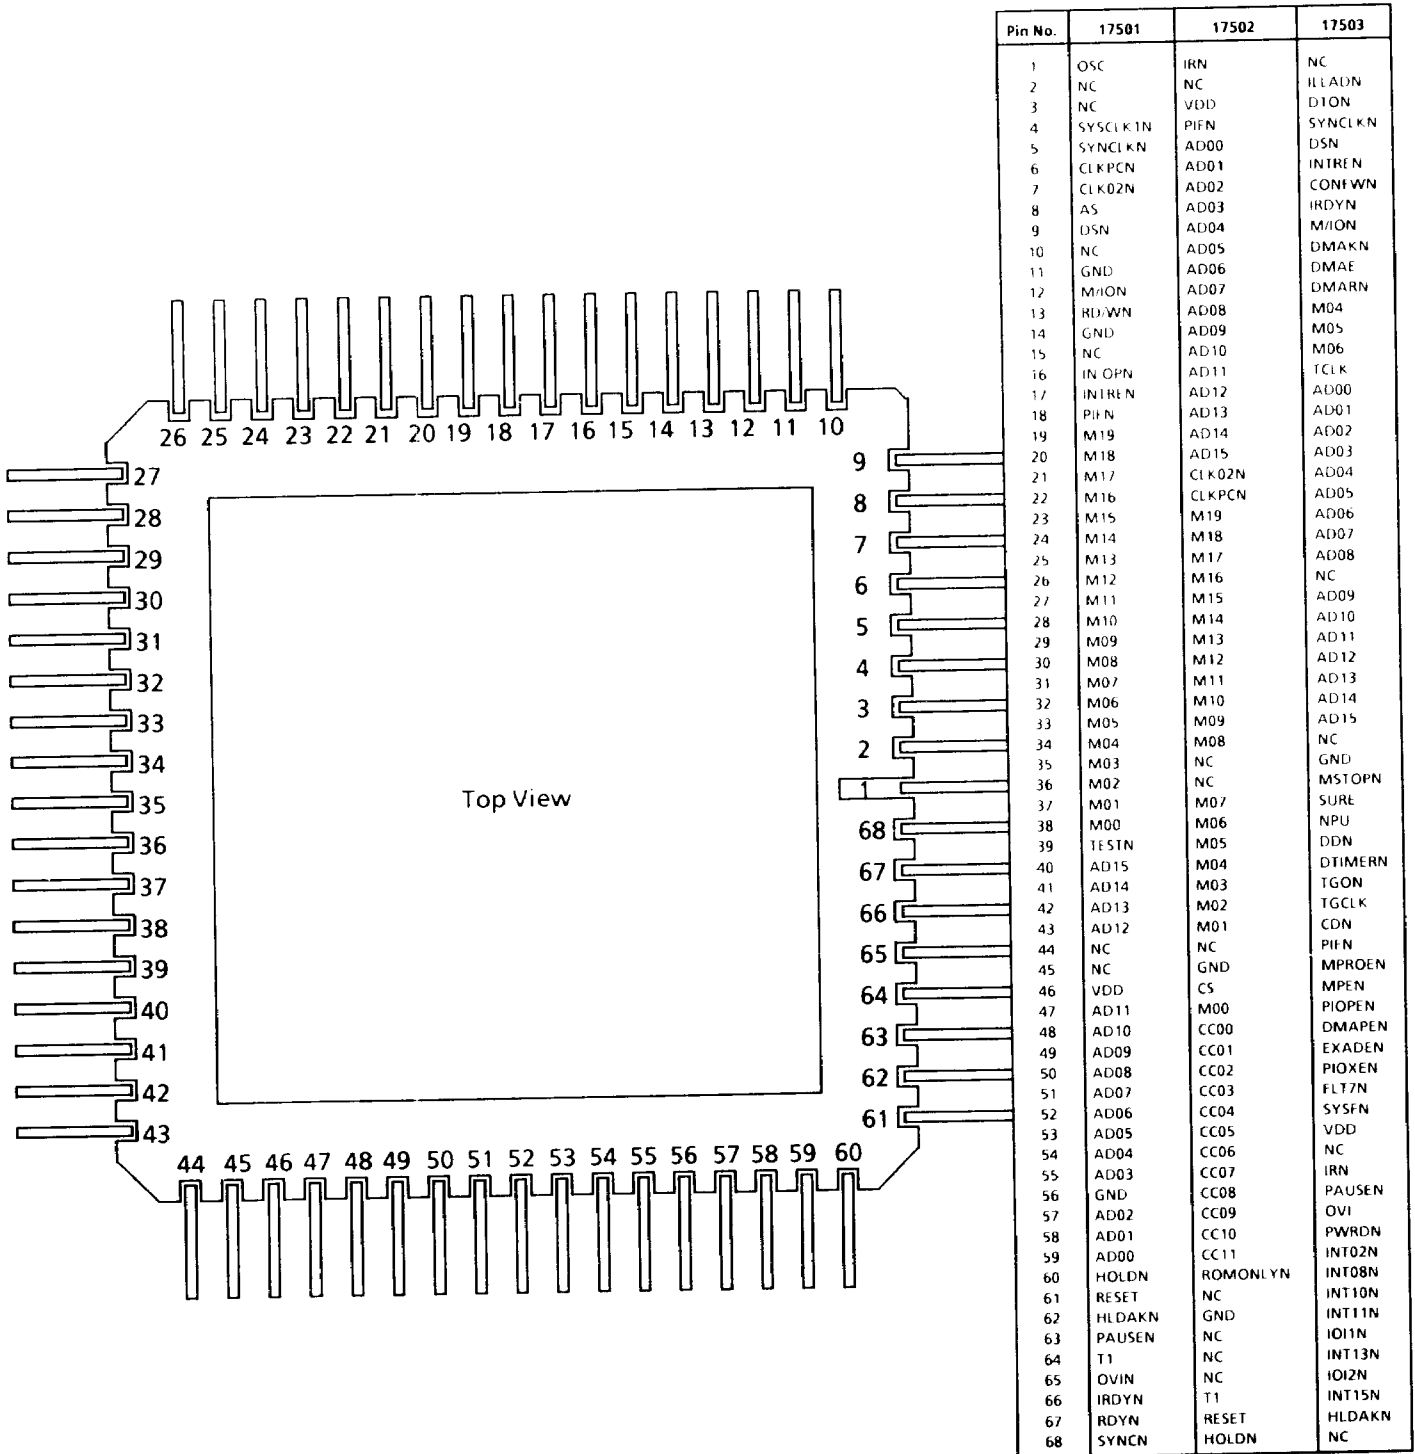 Pin No. 17501 17502 17503
1 OSC IRN NC
2 NC NC ILLADN
3 NC VDD DTON
4 SYSCLK1N PIFN SYNCLKN
5 SYNCLKN AD00 DSN
6 CLKPCN AD01 INTREN
7 CLK02N AD02 CONFWN
8 AS AD03 IRDYN
9 DSN AD04 M/ION
10 NC AD05 DMAKN
11 GND AD06 DMAE
12 M/ION AD07 DMARN
13 RD/WN AD08 M04
14 GND AD09 M05
15 NC AD10 M06
16 IN OPN AD11 TCLK
17 INTREN AD12 AD00
18 PIFN AD13 AD01
19 M19 AD14 AD02
20 M18 AD15 AD03
21 M17 CLK02N AD04
22 M16 CLKPCN AD05
23 M15 M19 AD06
24 M14 M18 AD07
25 M13 M17 AD08
26 M12 M16 NC
27 M11 M15 AD09
28 M10 M14 AD10
29 M09 M13 AD11
30 M08 M12 AD12
31 M07 M11 AD13
32 M06 M10 AD14
33 M05 M09 AD15
34 M04 M08 NC
35 M03 NC GND
36 M02 NC MSTOPN
37 M01 M07 SURE
38 M00 M06 NPU
39 TESTN M05 DDN
40 AD15 M04 DTIMERN
41 AD14 M03 TGON
42 AD13 M02 TGCLK
43 AD12 M01 CDN
44 NC NC PIFN
45 NC GND MPROEN
46 VDD CS MPEN
47 AD11 M00 PIOPEN
48 AD10 CC00 DMAPEN
49 AD09 CC01 EXADEN
50 AD08 CC02 PIOXEN
51 AD07 CC03 FLT7N
52 AD06 CC04 SYSFN
53 AD05 CC05 VDD
54 AD04 CC06 NC
55 AD03 CC07 IRN
56 GND CC08 PAUSEN
57 AD02 CC09 OVI
58 AD01 CC10 PWRDN
59 AD00 CC11 INT02N
60 HOLDN ROMONLYN INT08N
61 RESET NC INT10N
62 HLDAKN GND INT11N
63 PAUSEN NC IOI1N
64 T1 NC INT13N
65 OVIN NC IOI2N
66 IRDYN T1 INT15N
67 RDYN RESET HLDAKN
68 SYNCN HOLDN NC
26 25 24 23 22 21 20 19 18 17 16 15 14 13 12 11 10
27
28
29
30
31
32
33
34
35
36
37
38
39
40
41
42
43
Top View
9
8
7
6
5
4
3
2
1
68
67
66
65
64
63
62
61
44 45 46 47 48 49 50 51 52 53 54 55 56 57 58 59 60